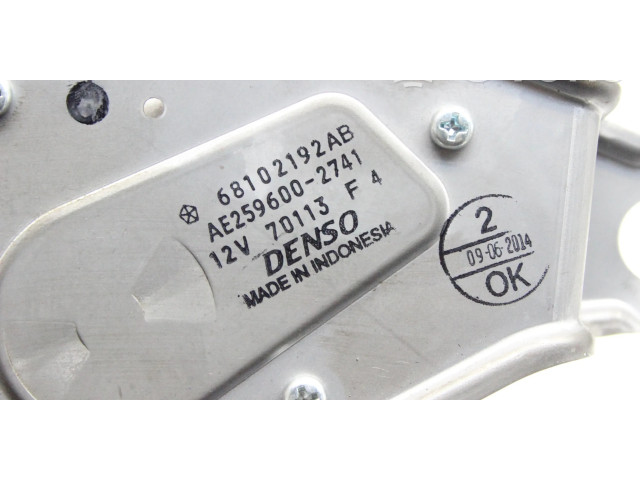 68102192AB
AE259600-2741
12V 70113 F 4
DENSO
MADE IN INDONESIA
2
09-06-2014
OK